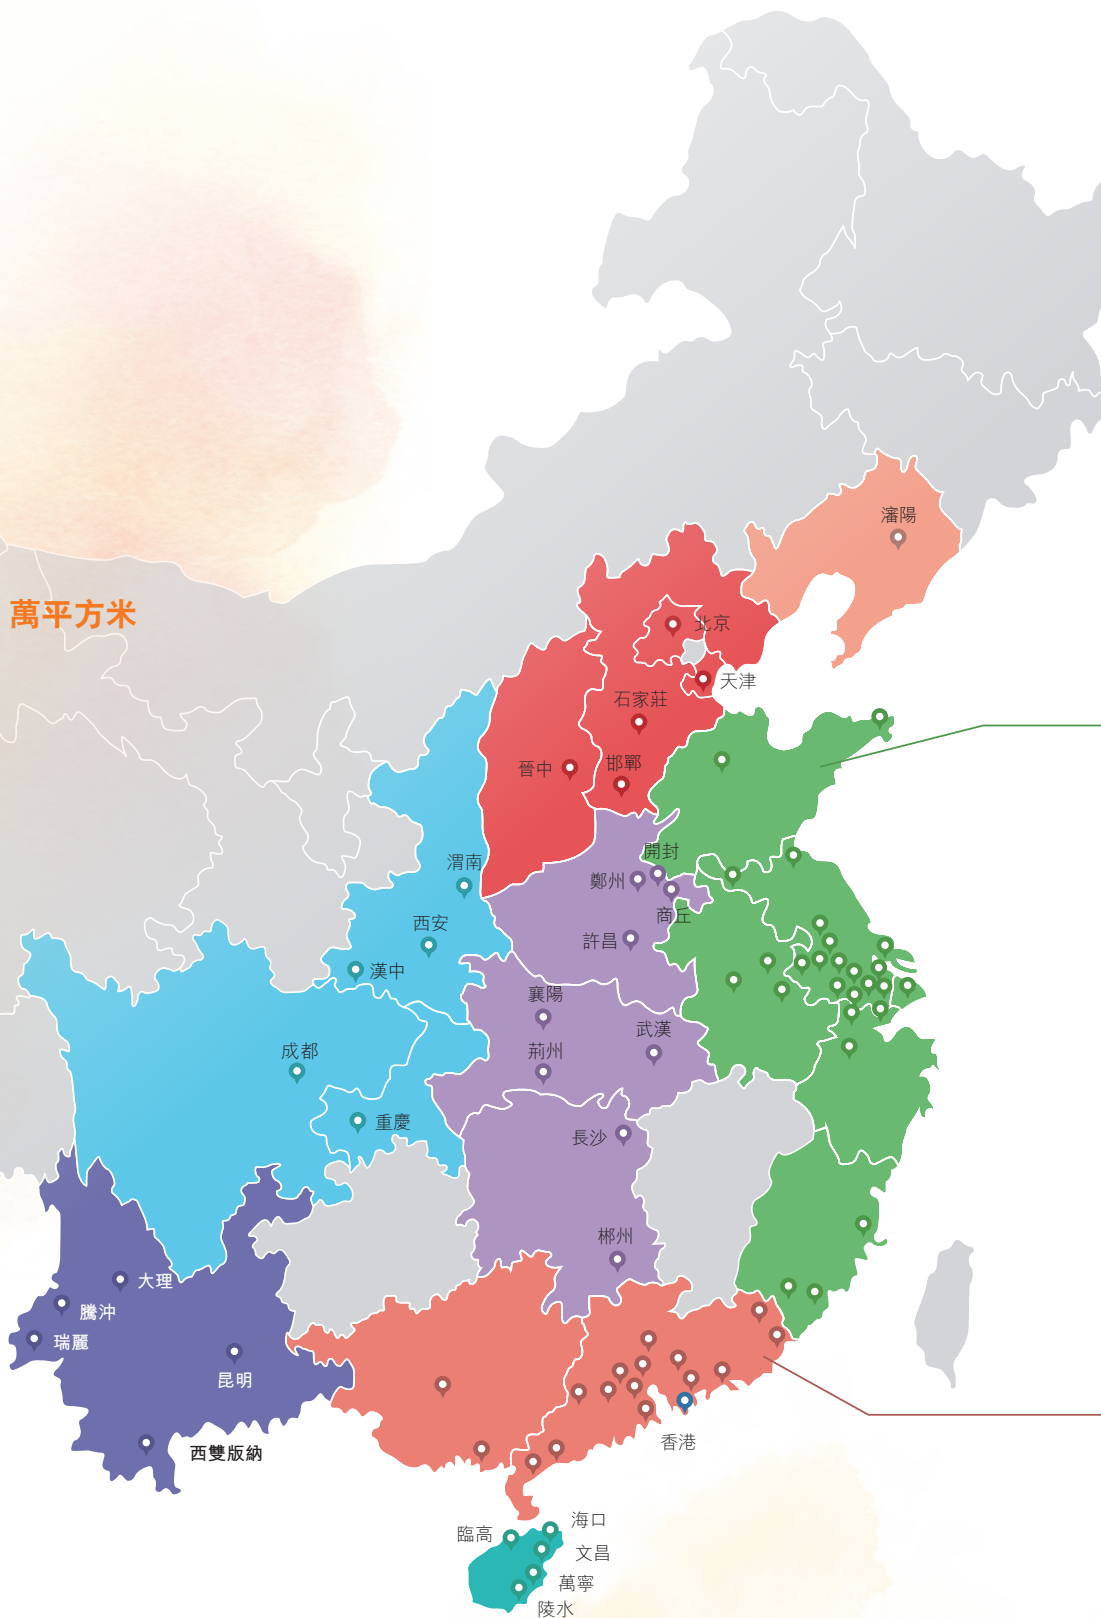 瀋陽
萬平方米
北京
天津
石家莊
邯鄲
晉中
開封
渭南
鄭州
商丘
西安
許昌
漢中
襄陽
武漢
成都
荊州
重慶
長沙
郴州
大理
騰沖
瑞麗
昆明
西雙版納
香港
海口
臨高
文昌
萬寧
陵水